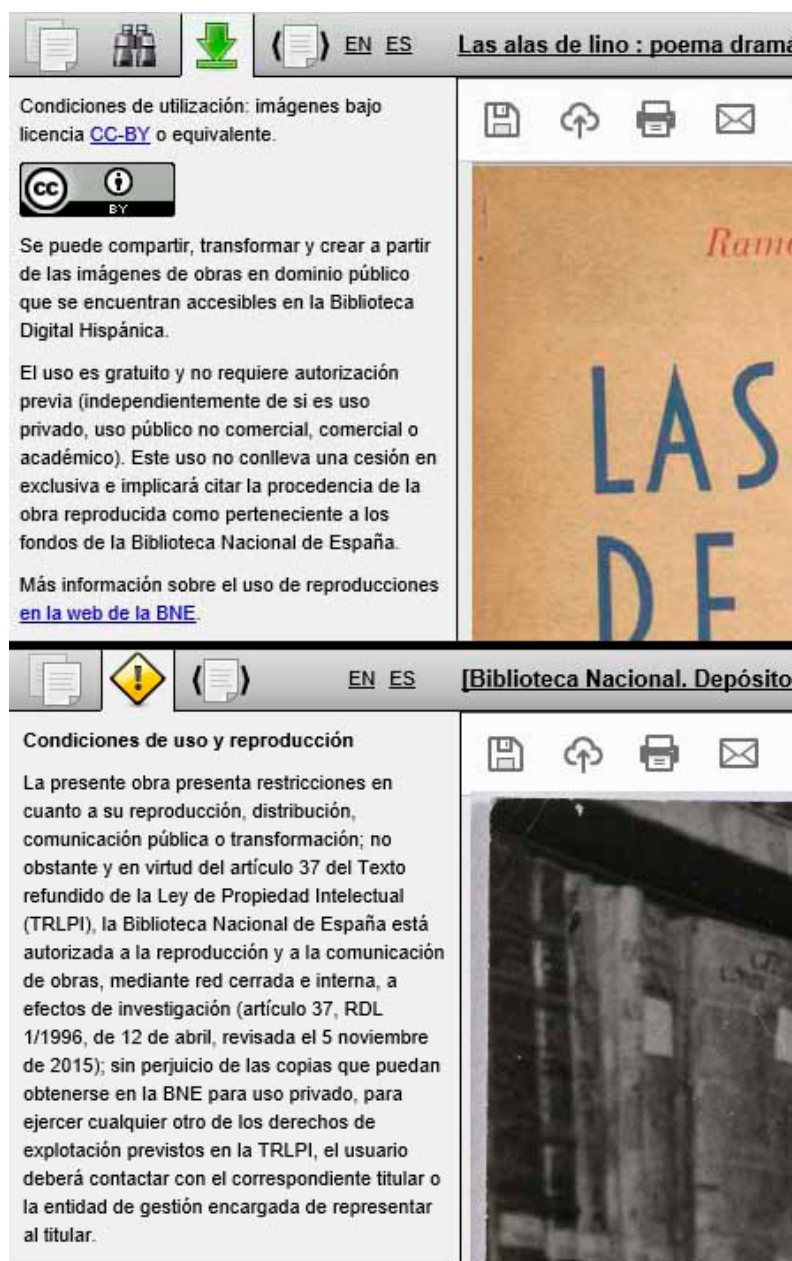 EN ES
Las alas de lino : poema dramá
Condiciones de utilización: imágenes bajo
licencia CC-BY o equivalente.
cc
BY
Se puede compartir, transformar y crear a partir
de las imágenes de obras en dominio público
que se encuentran accesibles en la Biblioteca
Digital Hispánica.
El uso es gratuito y no requiere autorización
previa (independientemente de si es uso
privado, uso público no comercial, comercial o
académico). Este uso no conlleva una cesión en
exclusiva e implicará citar la procedencia de la
obra reproducida como perteneciente a los
fondos de la Biblioteca Nacional de España.
Más información sobre el uso de reproducciones
en la web de la BNE.
Ramó
LAS
DE
EN ES
[Biblioteca Nacional. Depósito
Condiciones de uso y reproducción
La presente obra presenta restricciones en
cuanto a su reproducción, distribución,
comunicación pública o transformación; no
obstante y en virtud del artículo 37 del Texto
refundido de la Ley de Propiedad Intelectual
(TRLPI), la Biblioteca Nacional de España está
autorizada a la reproducción y a la comunicación
de obras, mediante red cerrada e interna, a
efectos de investigación (artículo 37, RDL
1/1996, de 12 de abril, revisada el 5 noviembre
de 2015); sin perjuicio de las copias que puedan
obtenerse en la BNE para uso privado, para
ejercer cualquier otro de los derechos de
explotación previstos en la TRLPI, el usuario
deberá contactar con el correspondiente titular o
la entidad de gestión encargada de representar
al titular.